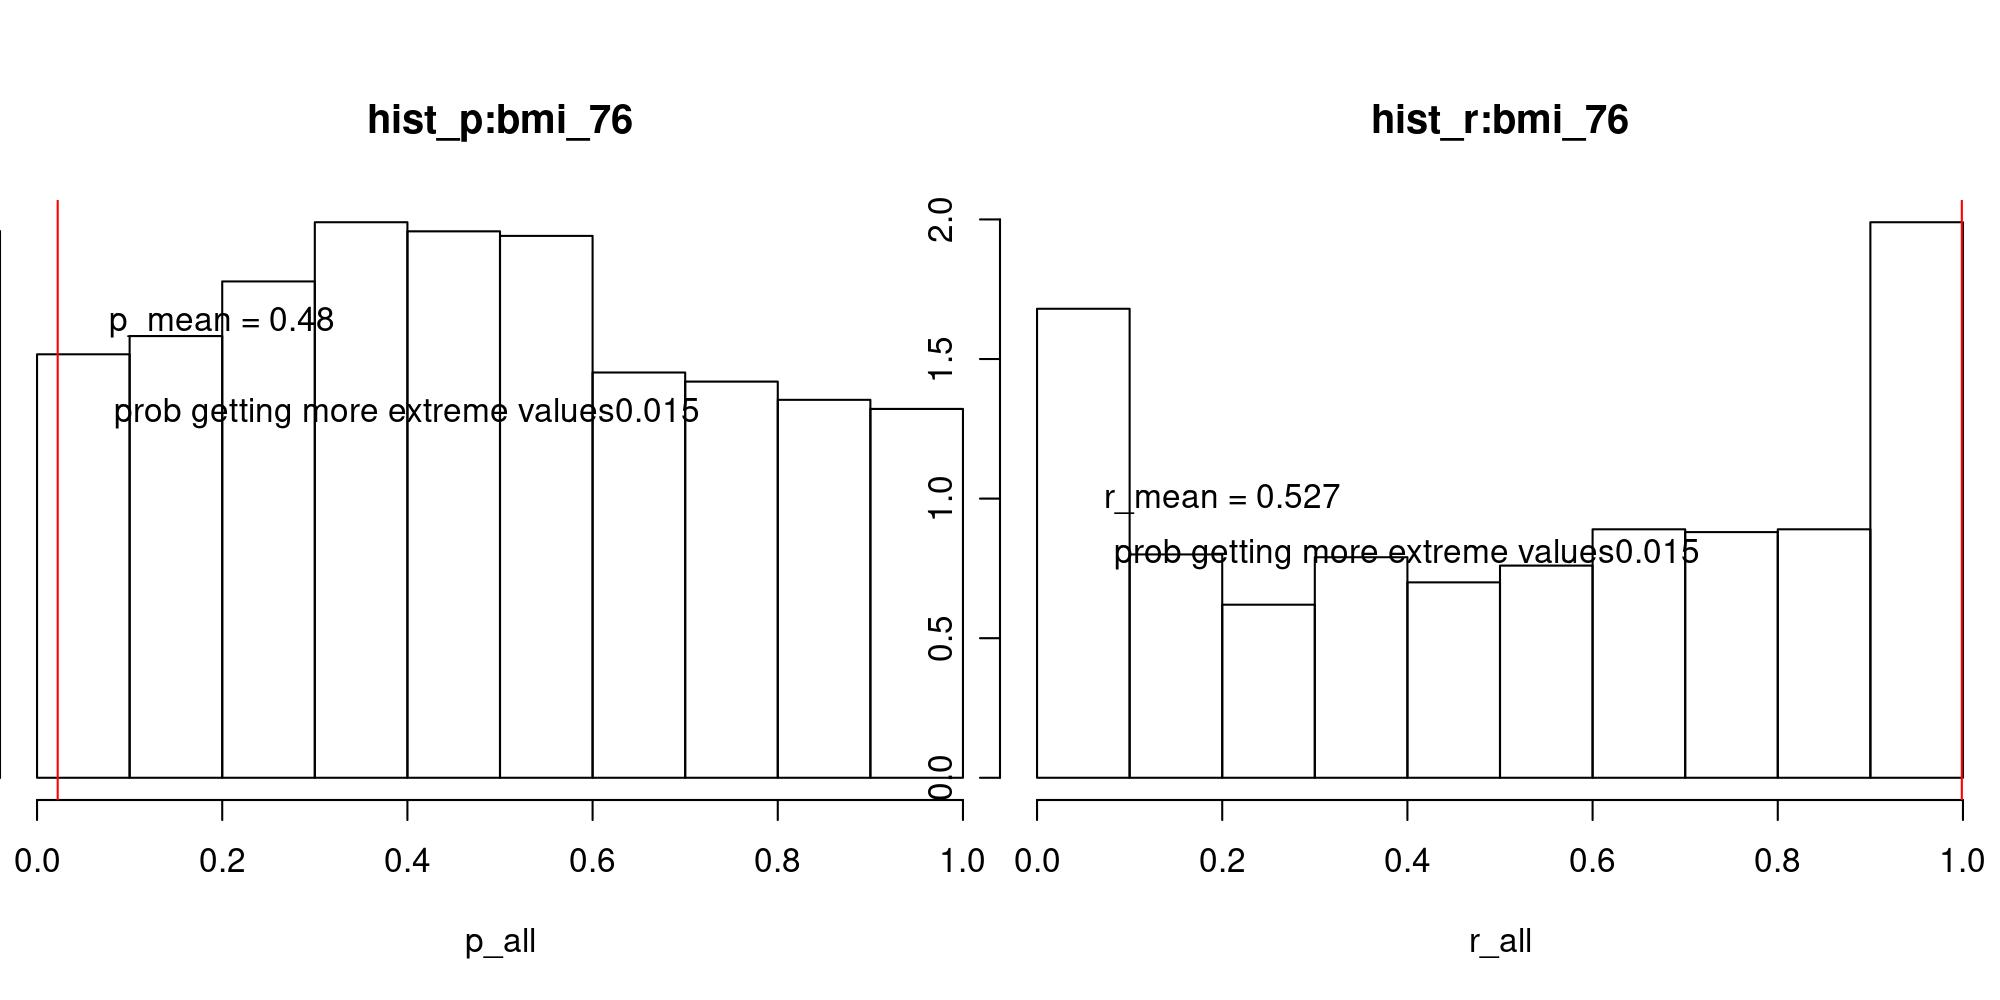 hist_p:bmi_76
p_mean = 0.48
prob getting more extreme values0.015
0.0 0.2 0.4 0.6 0.8 1.0
p_all
hist_r:bmi_76
2.0
1.5
1.0
0.5
0.0
r_mean = 0.527
prob getting more extreme values0.015
0.0 0.2 0.4 0.6 0.8 1.0
r_all